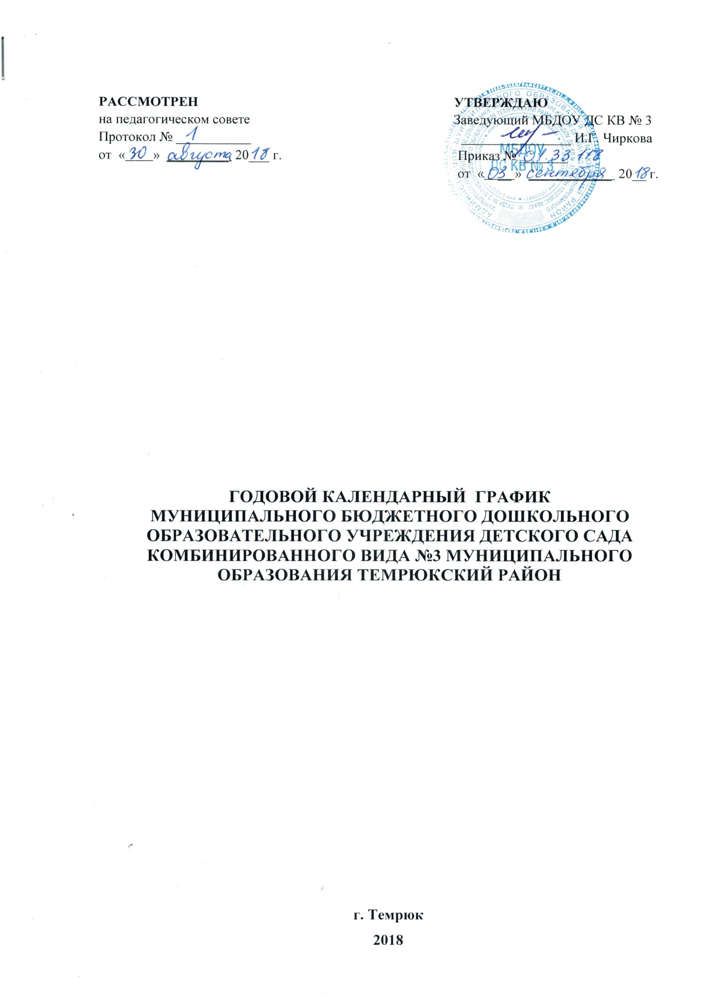 РАССМОТРЕН
на педагогическом совете
Протокол № 1
от «30» августа 2018 г.
УТВЕРЖДАЮ
Заведующий МБДОУ ДС КВ № 3
И.Г. Чиркова
Приказ № 01.33 118
от «03» сентября 2018 г.
МБДОУ
ДС КВ № 3
ГОДОВОЙ КАЛЕНДАРНЫЙ ГРАФИК
МУНИЦИПАЛЬНОГО БЮДЖЕТНОГО ДОШКОЛЬНОГО
ОБРАЗОВАТЕЛЬНОГО УЧРЕЖДЕНИЯ ДЕТСКОГО САДА
КОМБИНИРОВАННОГО ВИДА №3 МУНИЦИПАЛЬНОГО
ОБРАЗОВАНИЯ ТЕМРЮКСКИЙ РАЙОН
г. Темрюк
2018